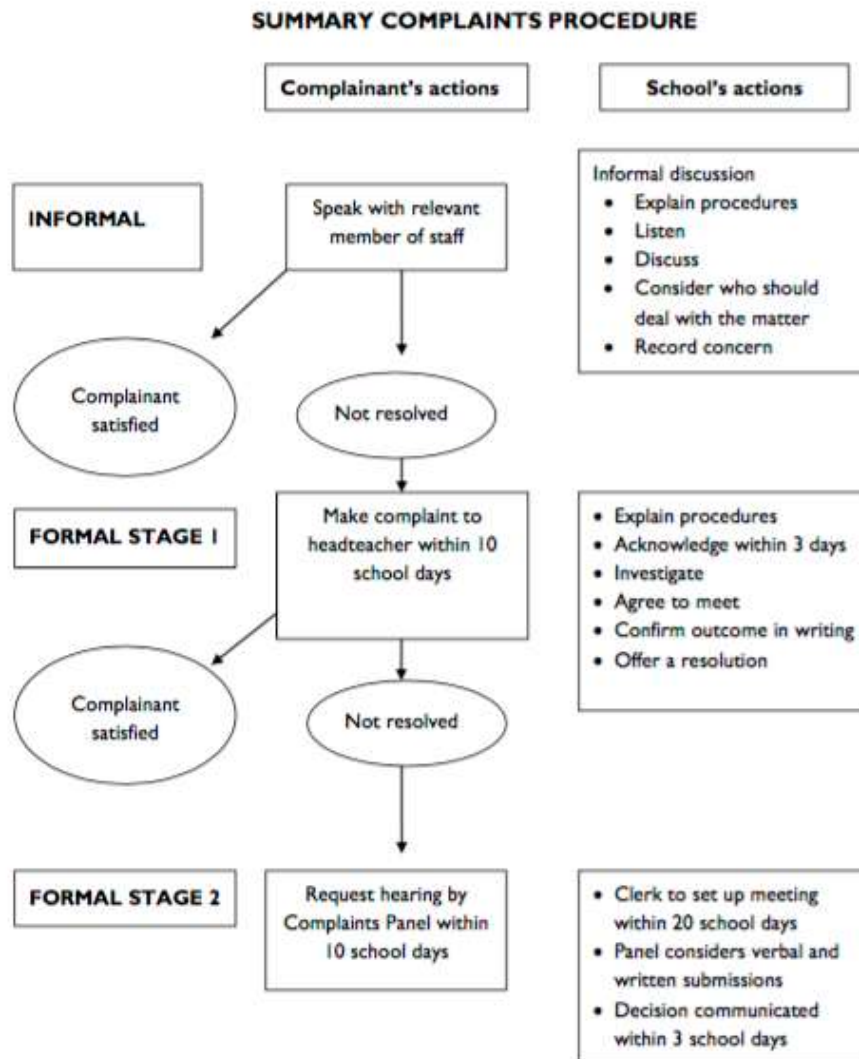 SUMMARY COMPLAINTS PROCEDURE
Complainant's actions
School's actions
INFORMAL
Speak with relevant
member of staff
Informal discussion
• Explain procedures
• Listen
• Discuss
• Consider who should
deal with the matter
• Record concern
Complainant
satisfied
Not resolved
FORMAL STAGE 1
Make complaint to
headteacher within 10
school days
• Explain procedures
• Acknowledge within 3 days
• Investigate
• Agree to meet
• Confirm outcome in writing
• Offer a resolution
Complainant
satisfied
Not resolved
FORMAL STAGE 2
Request hearing by
Complaints Panel within
10 school days
• Clerk to set up meeting
within 20 school days
• Panel considers verbal and
written submissions
• Decision communicated
within 3 school days